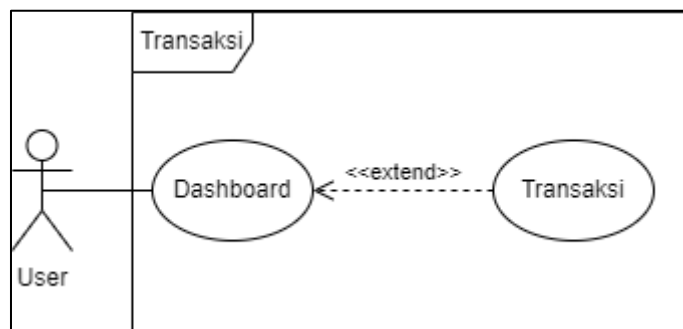 Transaksi
<<extend>>
Dashboard
Transaksi
User